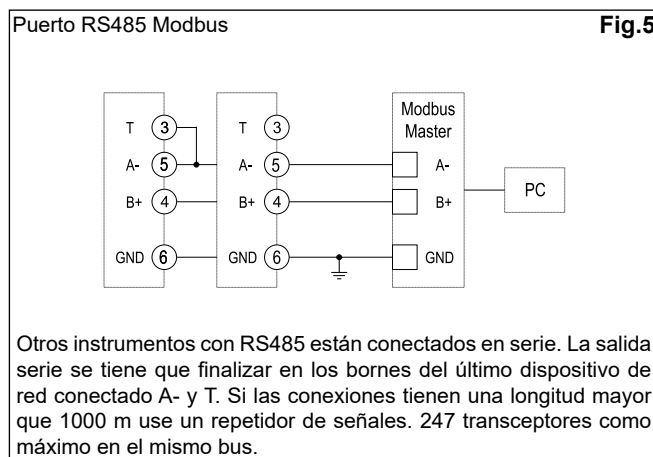 Puerto RS485 Modbus
Fig.5
T 3 T 3
Modbus
Master
A- 5 A- 5 A-
B+ 4 B+ 4 B+
PC
GND 6 GND 6 GND
Otros instrumentos con RS485 están conectados en serie. La salida
serie se tiene que finalizar en los bornes del último dispositivo de
red conectado A- y T. Si las conexiones tienen una longitud mayor
que 1000 m use un repetidor de señales. 247 transceptores como
máximo en el mismo bus.